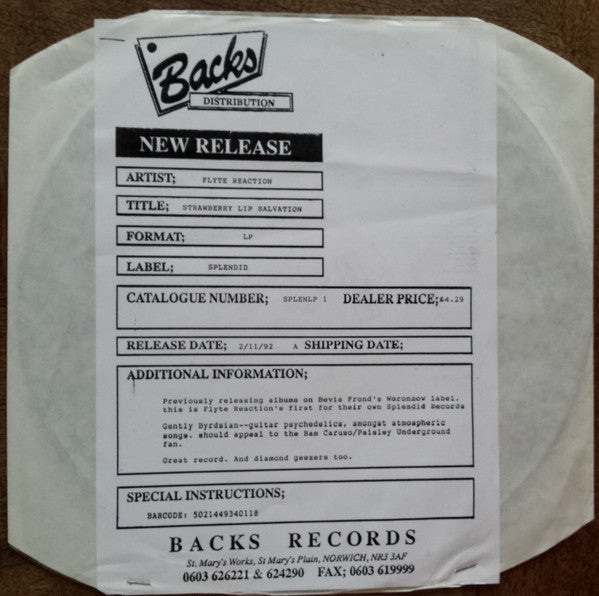 Backs
DISTRIBUTION
NEW RELEASE
ARTIST; FLYTE REACTION
TITLE; STRAWBERRY LIP SALVATION
FORMAT; LP
LABEL; SPLENDID
CATALOGUE NUMBER; SPLENLP 1 DEALER PRICE;£4.29
RELEASE DATE; 2/11/92 A SHIPPING DATE;
ADDITIONAL INFORMATION;
Previously releasing albums on Bevis Frond's Woronzow label,
this is Flyte Reaction's first for their own Splendid Records
Gently Byrdsian--guitar psychedelics, amongst atmospheric
songs. should appeal to the Bam Caruso/Paisley Underground
fan.
Great record. And diamond geezers too.
SPECIAL INSTRUCTIONS;
BARCODE: 5021449340118
BACKS RECORDS
St. Mary's Works, St Mary's Plain, NORWICH, NR3 3AF
0603 626221 & 624290 FAX; 0603 619999